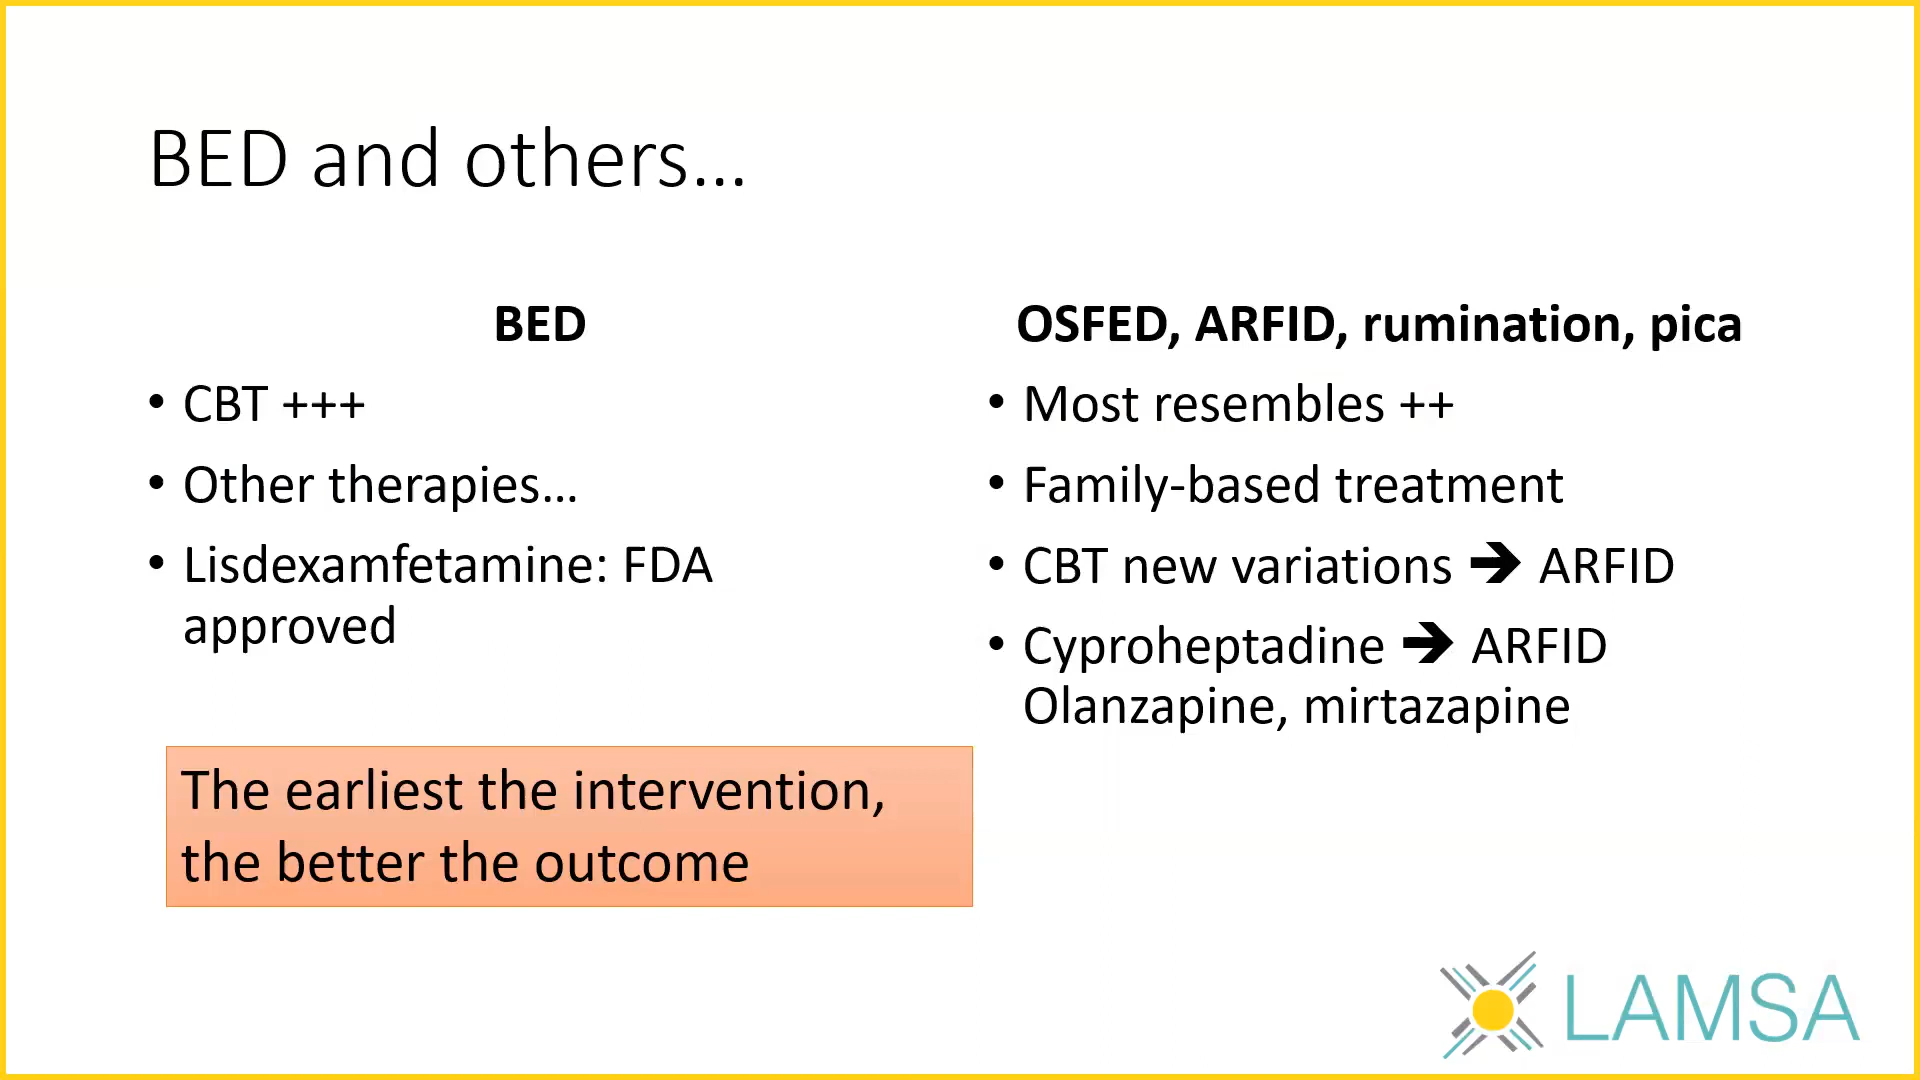 BED and others...
BED
• CBT +++
• Other therapies...
• Lisdexamfetamine: FDA
approved
The earliest the intervention,
the better the outcome
OSFED, ARFID, rumination, pica
• Most resembles ++
• Family-based treatment
• CBT new variations ➔ ARFID
• Cyproheptadine ➔ ARFID
Olanzapine, mirtazapine
LAMSA